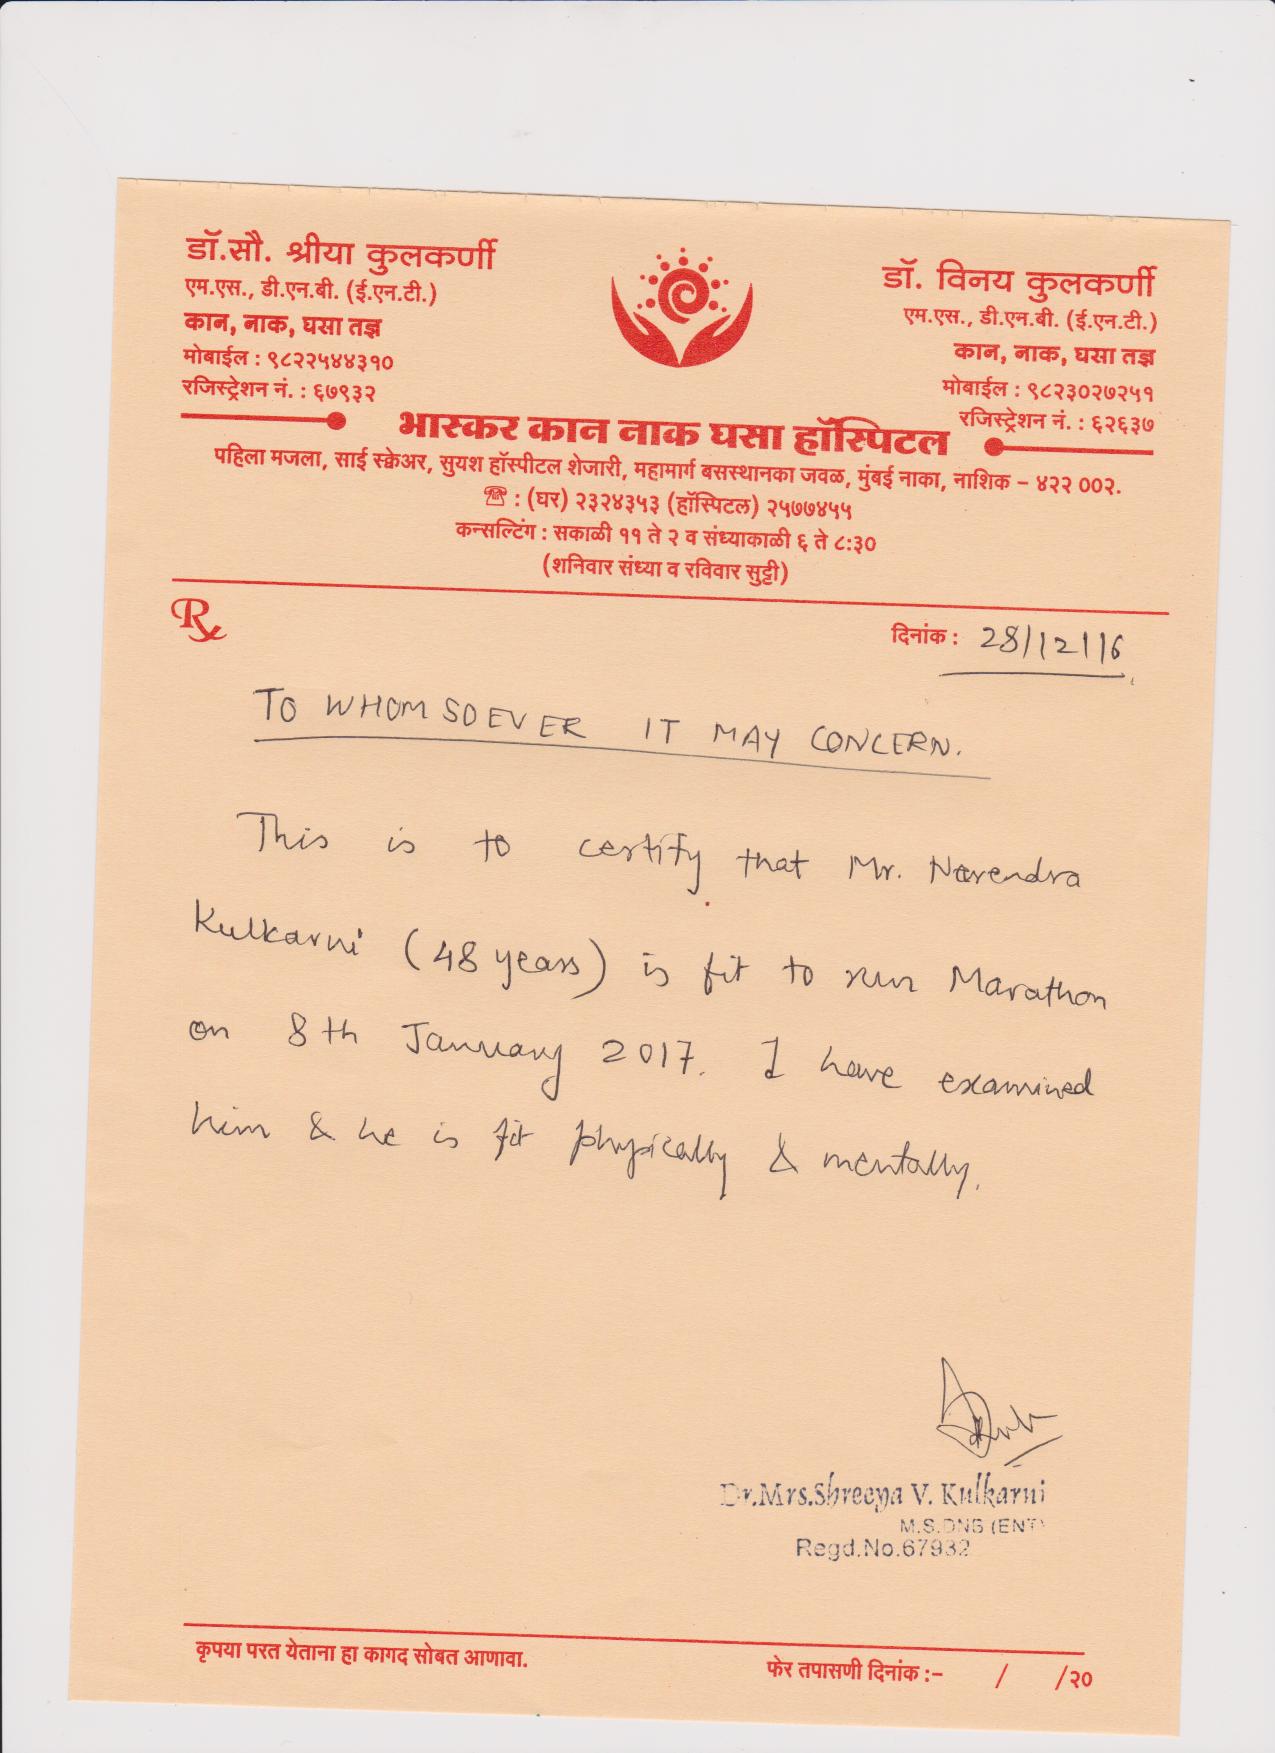 डॉ.सौ. श्रीया कुलकर्णी
एम.एस., डी.एन.बी. (ई.एन.टी.)
कान, नाक, घसा तज्ञ
मोबाईल : ९८२२५४४३१०
रजिस्ट्रेशन नं. : ६७९३२
डॉ. विनय कुलकर्णी
एम.एस., डी.एन.बी. (ई.एन.टी.)
कान, नाक, घसा तज्ञ
मोबाईल : ९८२३०२७२५१
रजिस्ट्रेशन नं. : ६२६३७
भास्कर कान नाक घसा हॉस्पिटल
पहिला मजला, साई स्क्वेअर, सुयश हॉस्पीटल शेजारी, महामार्ग बसस्थानका जवळ, मुंबई नाका, नाशिक – ४२२ ००२.
☏ : (घर) २३२४३५३ (हॉस्पिटल) २५७७४५५
कन्सल्टिंग : सकाळी ११ ते २ व संध्याकाळी ६ ते ८:३०
(शनिवार संध्या व रविवार सुट्टी)
℞
दिनांक : 28/12/16
TO WHOMSOEVER IT MAY CONCERN.
This is to certify that Mr. Narendra
Kulkarni (48 years) is fit to run Marathon
on 8th January 2017. I have examined
him & he is fit physically & mentally.
Dr.Mrs.Shreeya V. Kulkarni
M.S.DNB (ENT)
Regd.No.67932
कृपया परत येताना हा कागद सोबत आणावा.
फेर तपासणी दिनांक :– / /२०